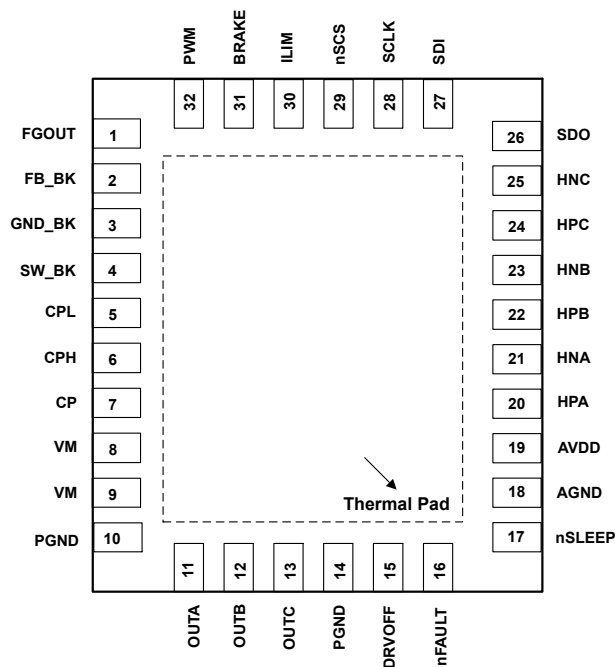 PWM
BRAKE
ILIM
nSCS
SCLK
SDI
32
31
30
29
28
27
FGOUT 1
FB_BK 2
GND_BK 3
SW_BK 4
CPL 5
CPH 6
CP 7
VM 8
VM 9
PGND 10
26 SDO
25 HNC
24 HPC
23 HNB
22 HPB
21 HNA
20 HPA
19 AVDD
18 AGND
17 nSLEEP
Thermal Pad
11
12
13
14
15
16
OUTA
OUTB
OUTC
PGND
DRVOFF
nFAULT